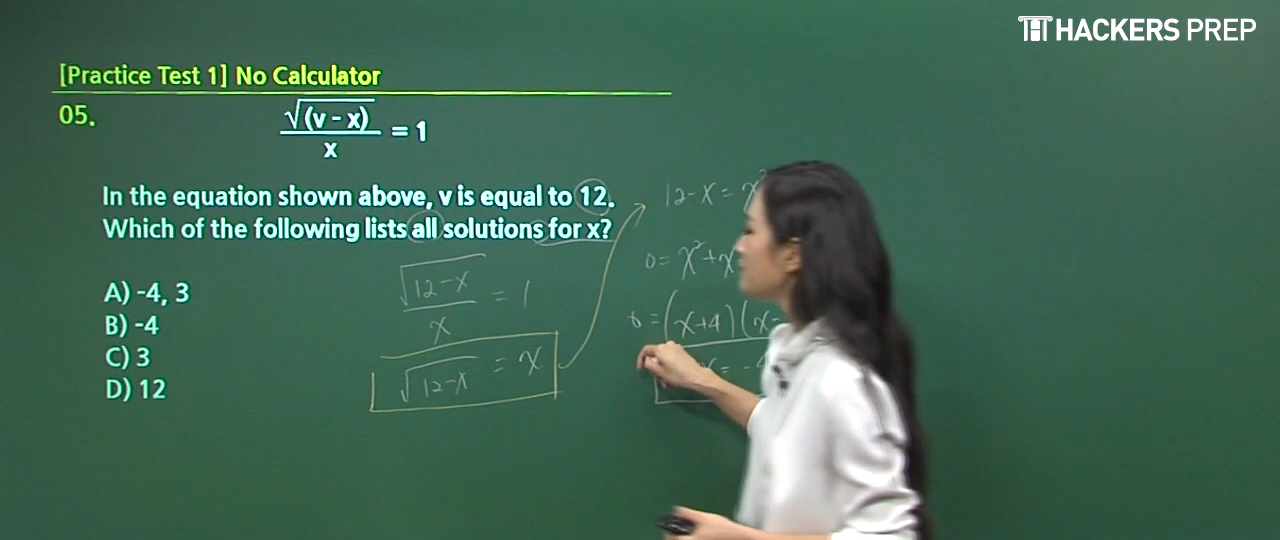 HACKERS PREP
[Practice Test 1] No Calculator
05.
√(v - x)
x
= 1
In the equation shown above, v is equal to 12.
Which of the following lists all solutions for x?
A) -4, 3
B) -4
C) 3
D) 12
√12-x
x
= 1
√12-x = x
12-x =
0 = x²+x
0 = (x+4)(x-
= -4